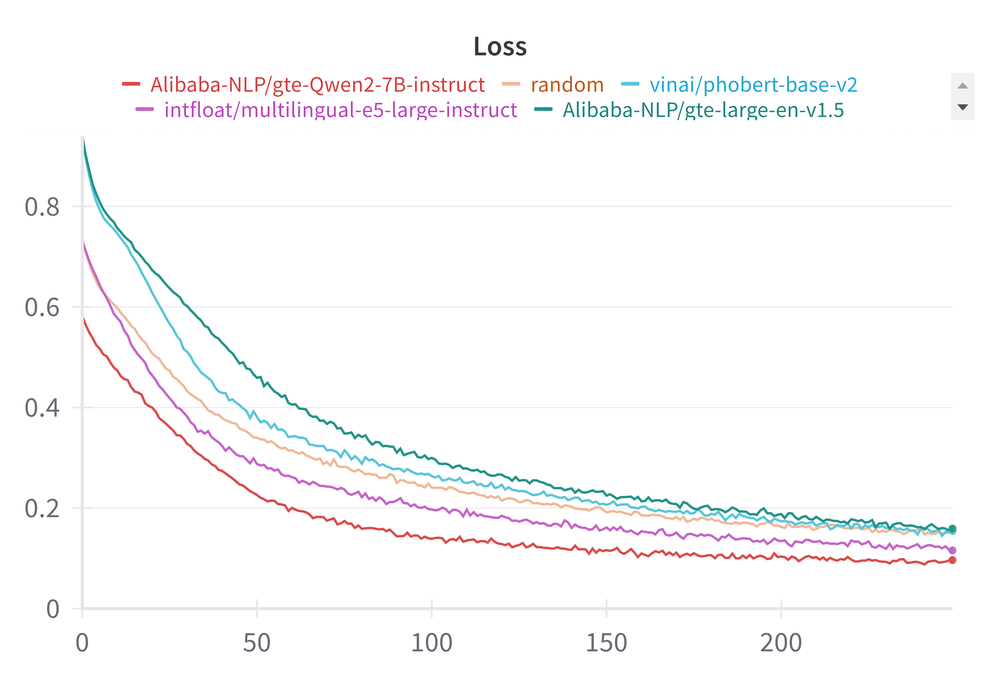 Loss
Alibaba-NLP/gte-Qwen2-7B-instruct random vinai/phobert-base-v2
intfloat/multilingual-e5-large-instruct Alibaba-NLP/gte-large-en-v1.5
0.8
0.6
0.4
0.2
0
0 50 100 150 200